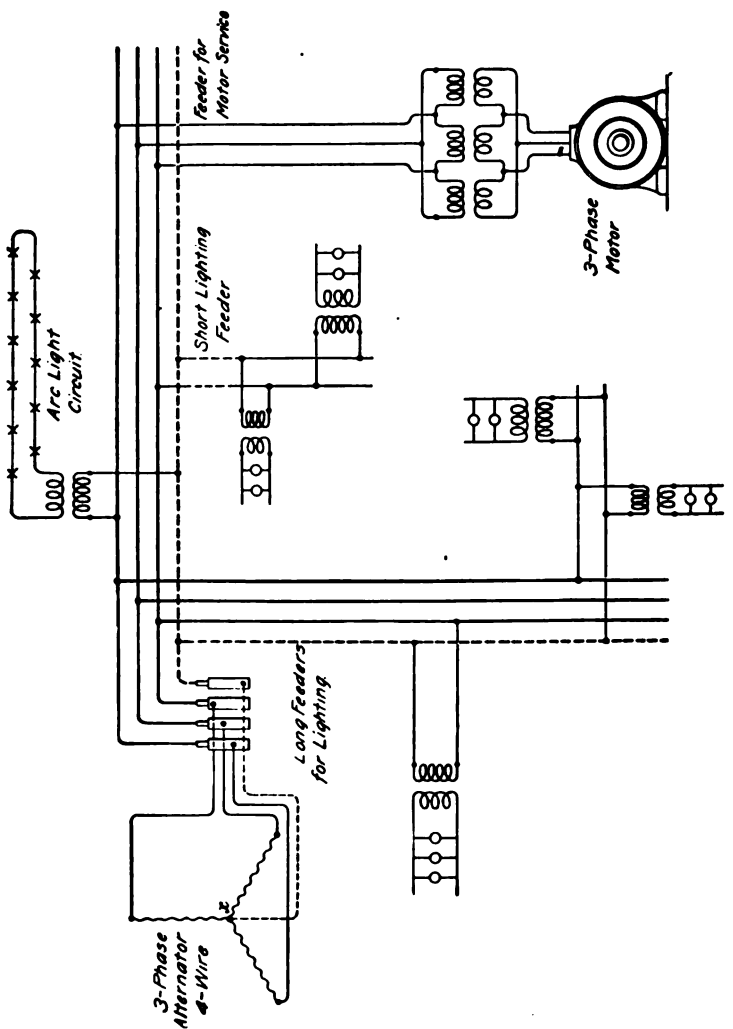 Feeder for
Motor Service
Arc Light
Circuit.
Short Lighting
Feeder
3-Phase
Motor
Long Feeders
for Lighting.
x
3-Phase
Alternator
4-Wire